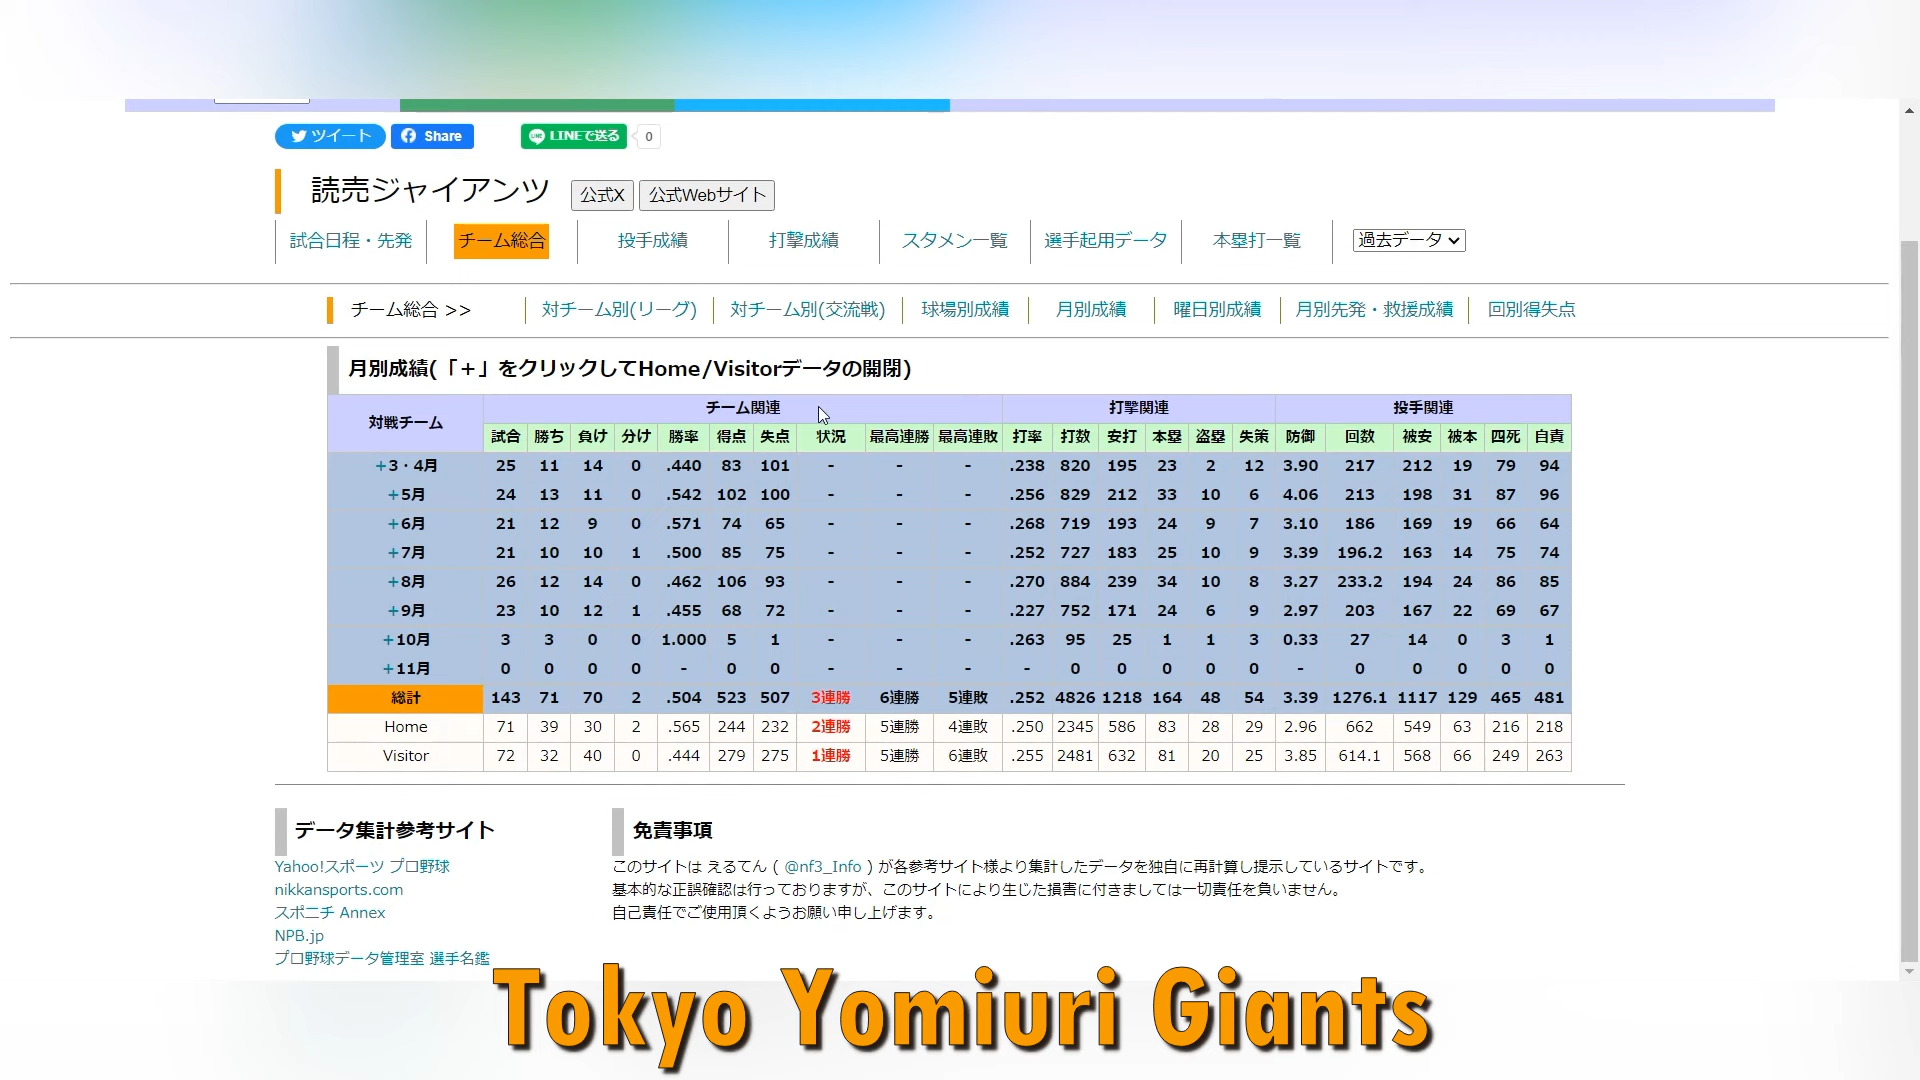 ツイート Share LINEで送る 0
読売ジャイアンツ 公式X 公式Webサイト
試合日程・先発 チーム総合 投手成績 打撃成績 スタメン一覧 選手起用データ 本塁打一覧 過去データ
チーム総合 >> 対チーム別(リーグ) 対チーム別(交流戦) 球場別成績 月別成績 曜日別成績 月別先発・救援成績 回別得失点
月別成績(「+」をクリックしてHome/Visitorデータの開閉)
対戦チーム チーム関連 打撃関連 投手関連
試合 勝ち 負け 分け 勝率 得点 失点 状況 最高連勝 最高連敗 打率 打数 安打 本塁 盗塁 失策 防御 回数 被安 被本 四死 自責
+3・4月 25 11 14 0 .440 83 101 - - - .238 820 195 23 2 12 3.90 217 212 19 79 94
+5月 24 13 11 0 .542 102 100 - - - .256 829 212 33 10 6 4.06 213 198 31 87 96
+6月 21 12 9 0 .571 74 65 - - - .268 719 193 24 9 7 3.10 186 169 19 66 64
+7月 21 10 10 1 .500 85 75 - - - .252 727 183 25 10 9 3.39 196.2 163 14 75 74
+8月 26 12 14 0 .462 106 93 - - - .270 884 239 34 10 8 3.27 233.2 194 24 86 85
+9月 23 10 12 1 .455 68 72 - - - .227 752 171 24 6 9 2.97 203 167 22 69 67
+10月 3 3 0 0 1.000 5 1 - - - .263 95 25 1 1 3 0.33 27 14 0 3 1
+11月 0 0 0 0 - 0 0 - - - - 0 0 0 0 0 - 0 0 0 0 0
総計 143 71 70 2 .504 523 507 3連勝 6連勝 5連敗 .252 4826 1218 164 48 54 3.39 1276.1 1117 129 465 481
Home 71 39 30 2 .565 244 232 2連勝 5連勝 4連敗 .250 2345 586 83 28 29 2.96 662 549 63 216 218
Visitor 72 32 40 0 .444 279 275 1連勝 5連勝 6連敗 .255 2481 632 81 20 25 3.85 614.1 568 66 249 263
データ集計参考サイト
Yahoo!スポーツ プロ野球
nikkansports.com
スポニチ Annex
NPB.jp
プロ野球データ管理室 選手名鑑
免責事項
このサイトは えるてん ( @nf3_Info ) が各参考サイト様より集計したデータを独自に再計算し提示しているサイトです。
基本的な正誤確認は行っておりますが、このサイトにより生じた損害に付きましては一切責任を負いません。
自己責任でご使用頂くようお願い申し上げます。
Tokyo Yomiuri Giants